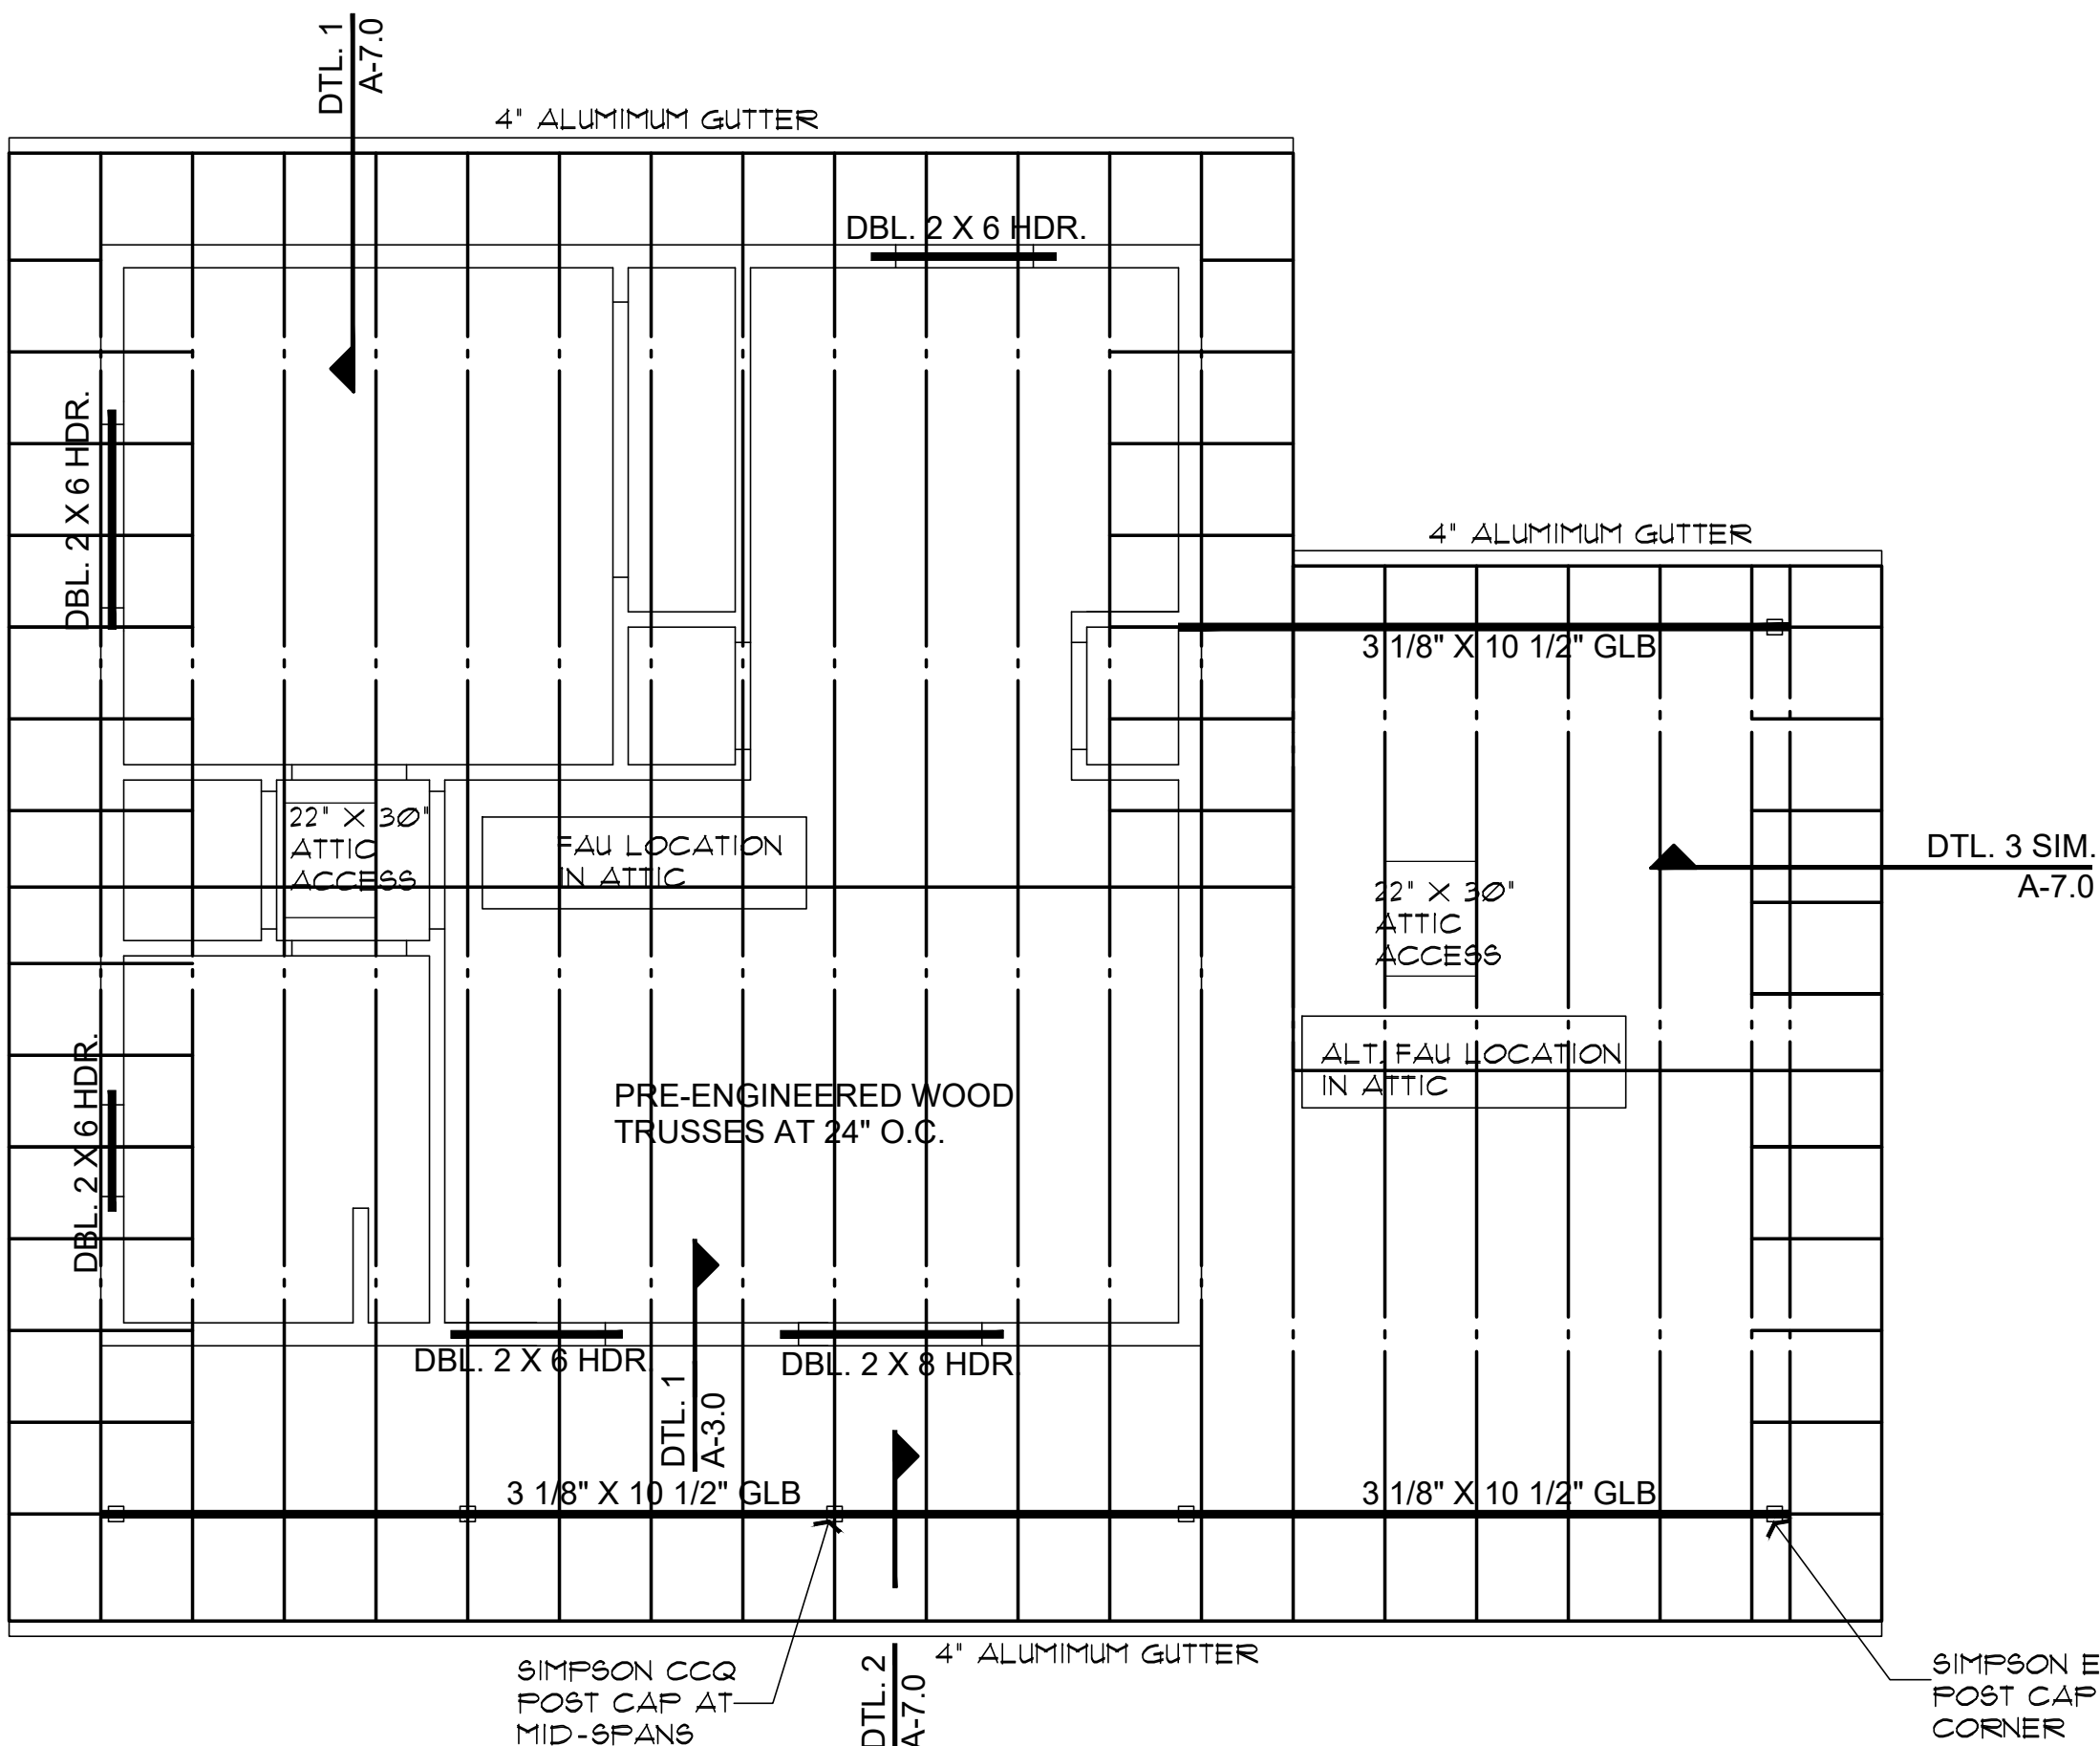 DTL. 1
A-7.0
4" ALUMIMUM GUTTER
DBL. 2 X 6 HDR.
DBL. 2 X 6 HDR.
4" ALUMIMUM GUTTER
3 1/8" X 10 1/2" GLB
22" X 30"
ATTIC
ACCESS
FAU LOCATION
IN ATTIC
DTL. 3 SIM.
A-7.0
22" X 30"
ATTIC
ACCESS
ALT. FAU LOCATION
IN ATTIC
DBL. 2 X 6 HDR.
PRE-ENGINEERED WOOD
TRUSSES AT 24" O.C.
DBL. 2 X 6 HDR.
DBL. 2 X 8 HDR.
DTL. 1
A-3.0
3 1/8" X 10 1/2" GLB
3 1/8" X 10 1/2" GLB
4" ALUMIMUM GUTTER
SIMPSON CCQ
POST CAP AT
MID-SPANS
DTL. 2
A-7.0
SIMPSON E
POST CAP
CORNER